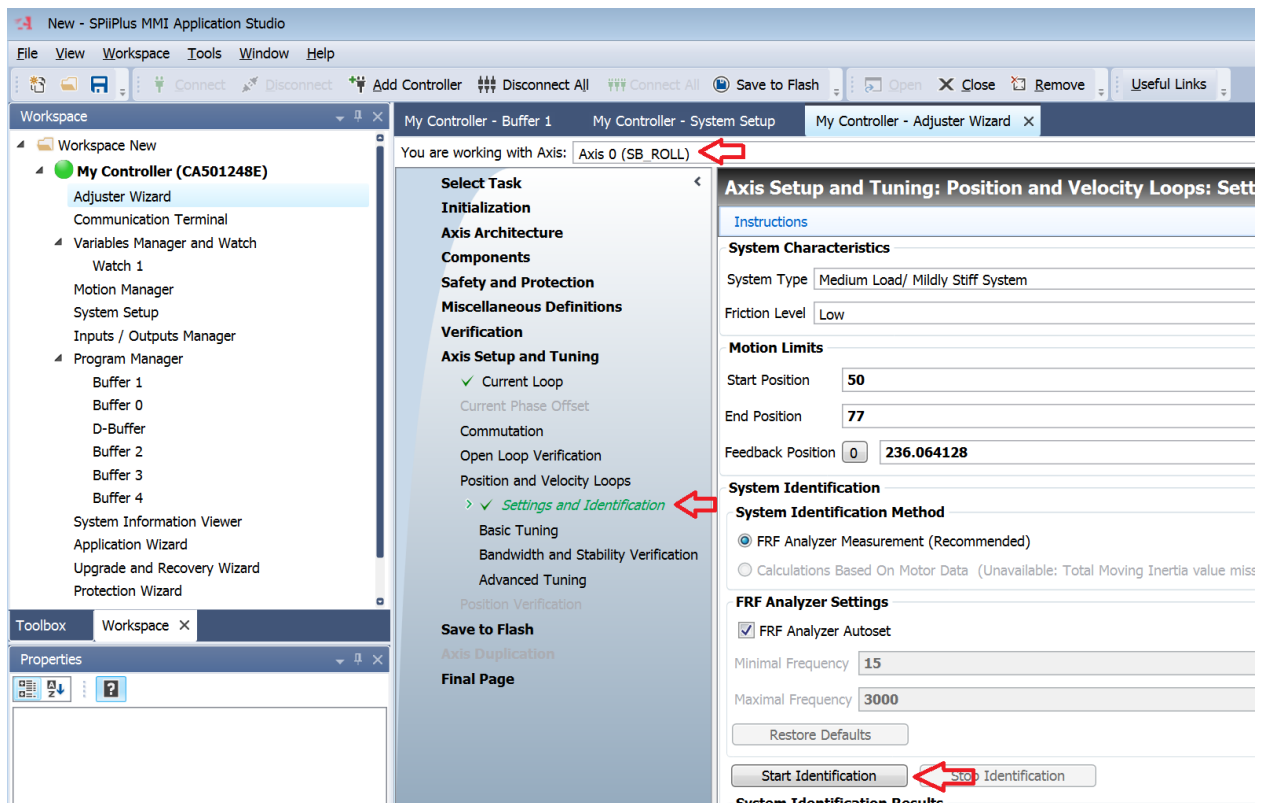 New - SPiiPlus MMI Application Studio
File View Workspace Tools Window Help
Connect Disconnect Add Controller Disconnect All Connect All Save to Flash Open Close Remove Useful Links
Workspace
Workspace New
My Controller (CA501248E)
Adjuster Wizard
Communication Terminal
Variables Manager and Watch
Watch 1
Motion Manager
System Setup
Inputs / Outputs Manager
Program Manager
Buffer 1
Buffer 0
D-Buffer
Buffer 2
Buffer 3
Buffer 4
System Information Viewer
Application Wizard
Upgrade and Recovery Wizard
Protection Wizard
Toolbox Workspace
Properties
My Controller - Buffer 1 My Controller - System Setup My Controller - Adjuster Wizard
You are working with Axis: Axis 0 (SB_ROLL)
Select Task
Initialization
Axis Architecture
Components
Safety and Protection
Miscellaneous Definitions
Verification
Axis Setup and Tuning
Current Loop
Current Phase Offset
Commutation
Open Loop Verification
Position and Velocity Loops
Settings and Identification
Basic Tuning
Bandwidth and Stability Verification
Advanced Tuning
Position Verification
Save to Flash
Axis Duplication
Final Page
Axis Setup and Tuning: Position and Velocity Loops: Sett
Instructions
System Characteristics
System Type Medium Load/ Mildly Stiff System
Friction Level Low
Motion Limits
Start Position 50
End Position 77
Feedback Position 0 236.064128
System Identification
System Identification Method
FRF Analyzer Measurement (Recommended)
Calculations Based On Motor Data (Unavailable: Total Moving Inertia value miss
FRF Analyzer Settings
FRF Analyzer Autoset
Minimal Frequency 15
Maximal Frequency 3000
Restore Defaults
Start Identification Stop Identification
System Identification Results